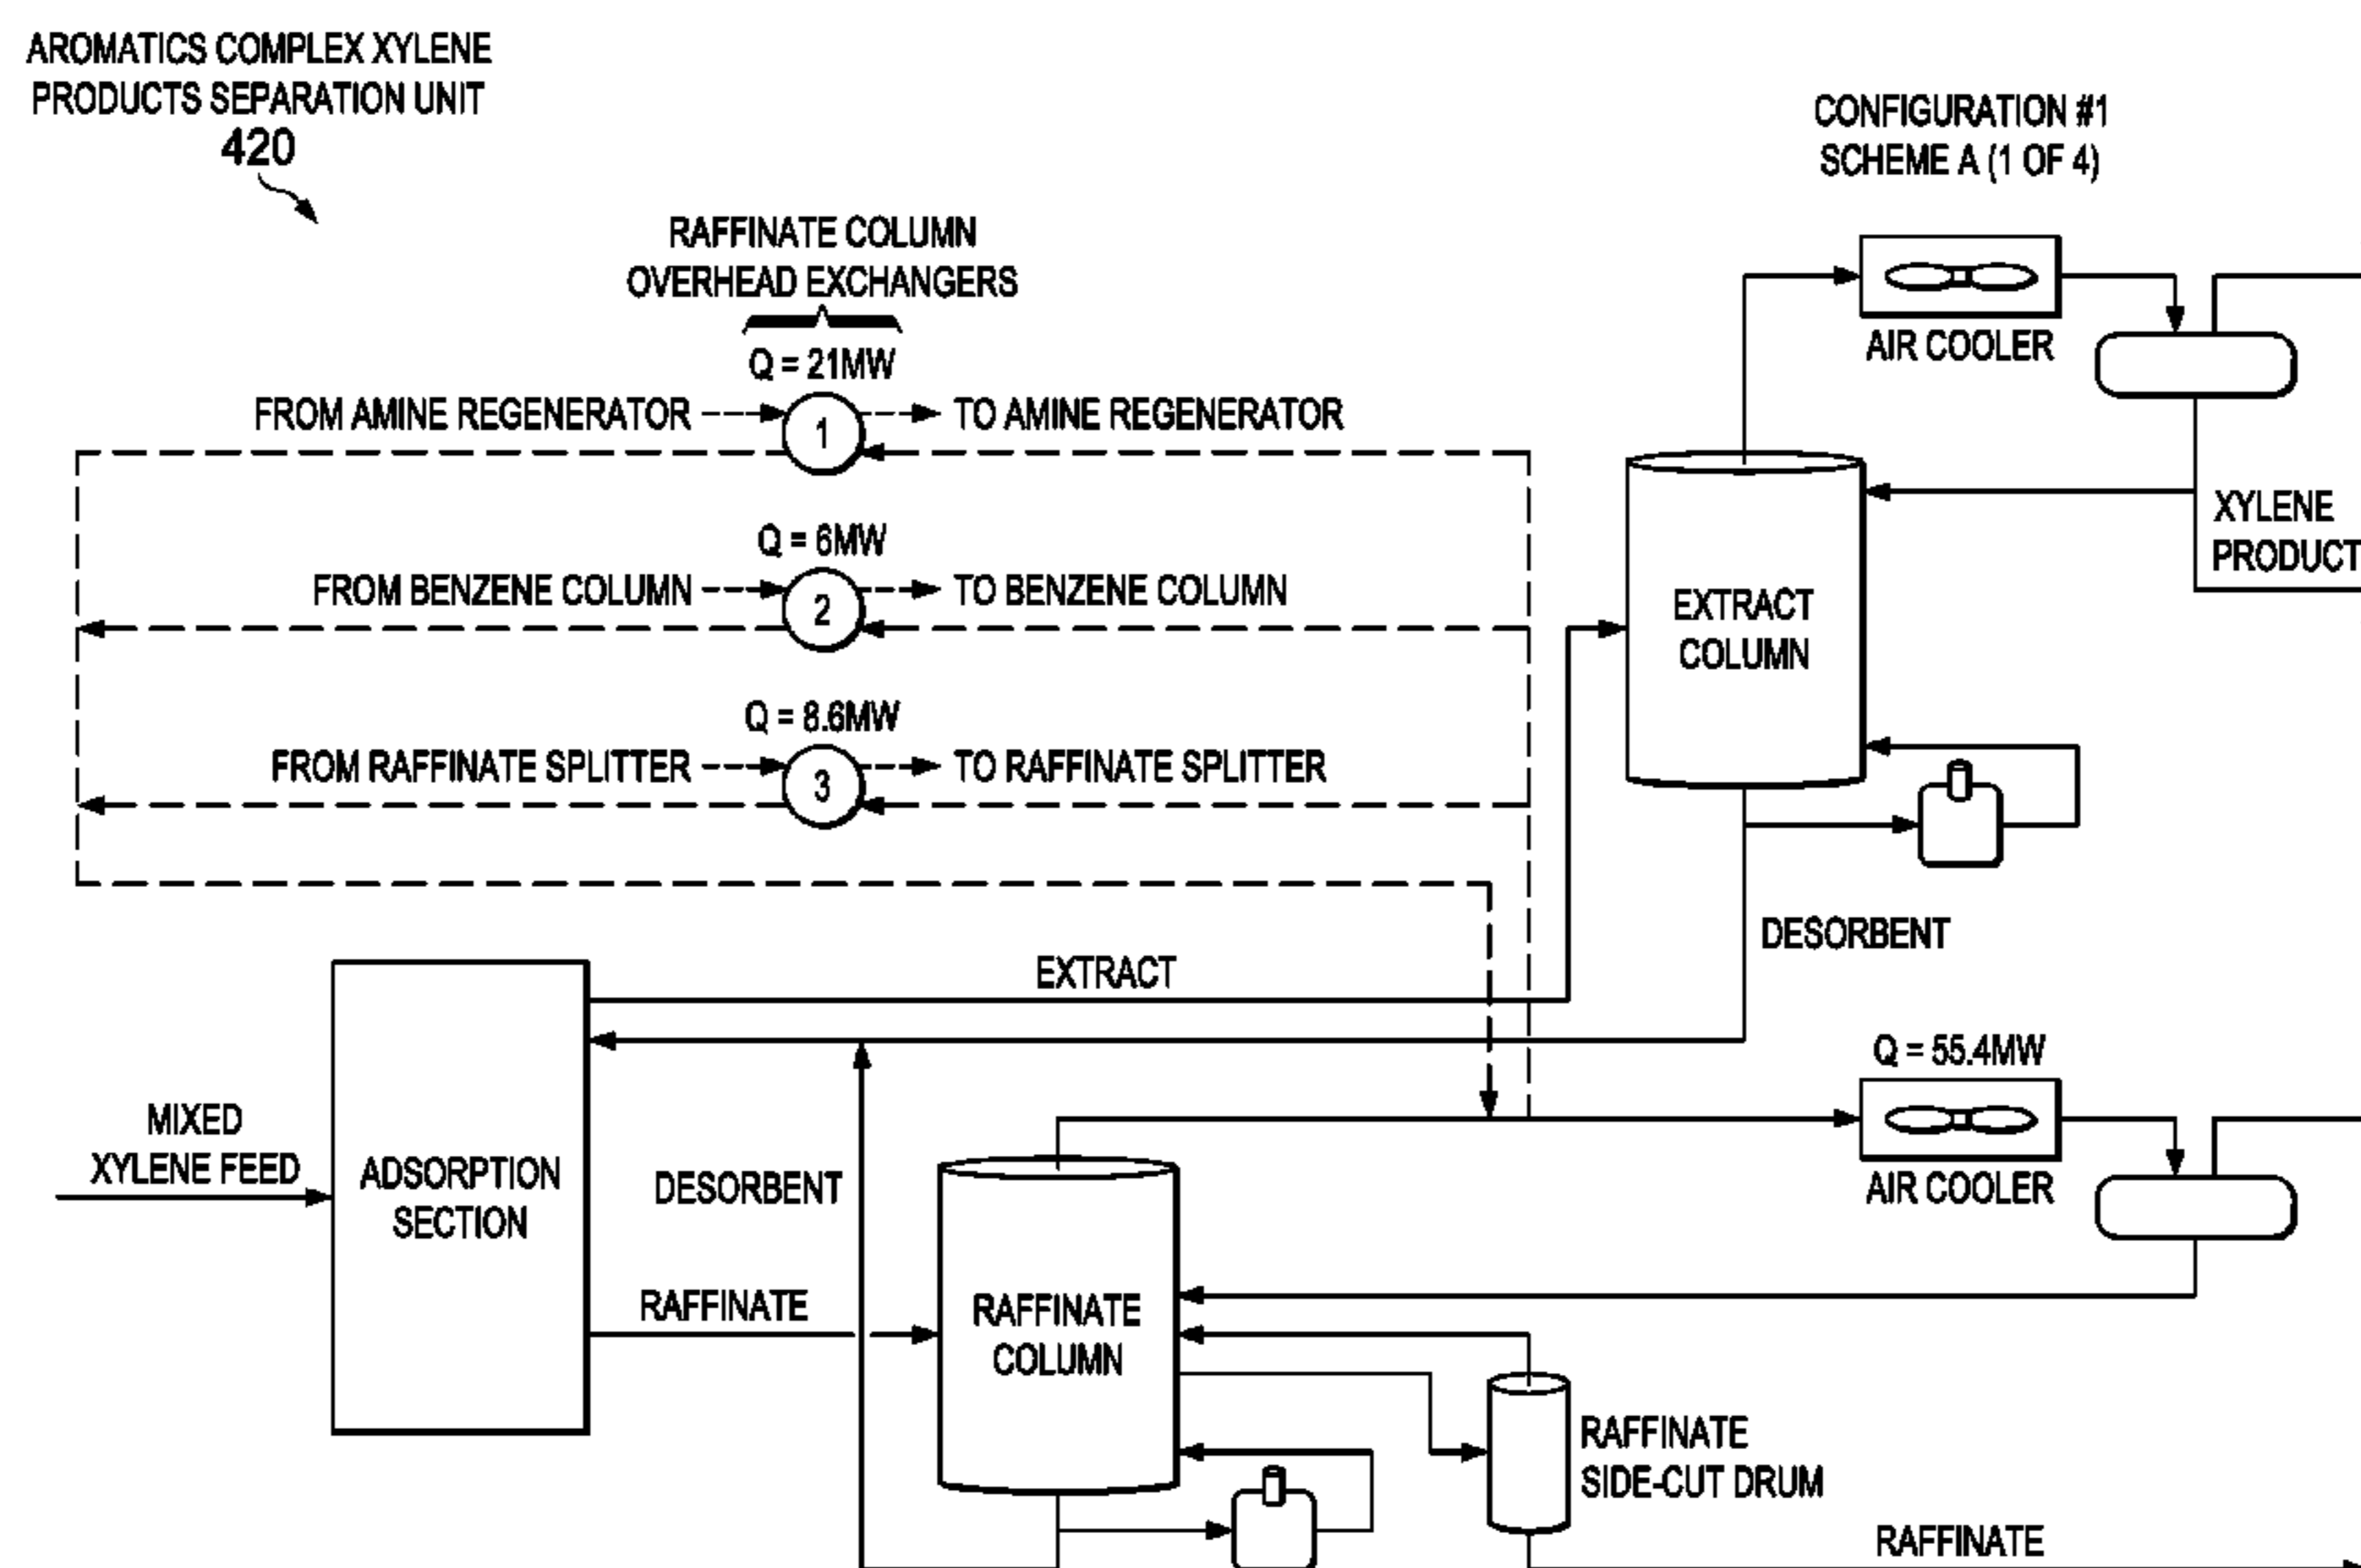 AROMATICS COMPLEX XYLENE
PRODUCTS SEPARATION UNIT
420
CONFIGURATION #1
SCHEME A (1 OF 4)
RAFFINATE COLUMN
OVERHEAD EXCHANGERS
Q = 21MW
FROM AMINE REGENERATOR
1
TO AMINE REGENERATOR
AIR COOLER
Q = 6MW
FROM BENZENE COLUMN
2
TO BENZENE COLUMN
XYLENE
PRODUCT
EXTRACT
COLUMN
Q = 8.6MW
FROM RAFFINATE SPLITTER
3
TO RAFFINATE SPLITTER
DESORBENT
EXTRACT
Q = 55.4MW
AIR COOLER
MIXED
XYLENE FEED
ADSORPTION
SECTION
DESORBENT
RAFFINATE
RAFFINATE
COLUMN
RAFFINATE
SIDE-CUT DRUM
RAFFINATE